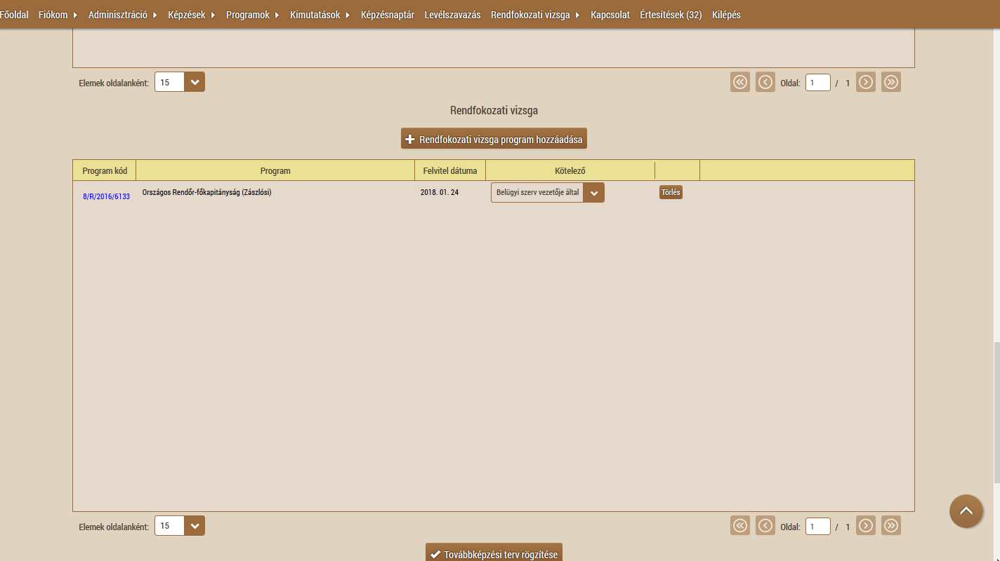 Főoldal Fiókom Adminisztráció Képzések Programok Kimutatások Képzésnaptár Levélszavazás Rendfokozati vizsga Kapcsolat Értesítések (32) Kilépés
Elemek oldalanként: 15 Oldal: 1 / 1
Rendfokozati vizsga
Rendfokozati vizsga program hozzáadása
Program kód Program Felvitel dátuma Kötelező
8/R/2016/6133 Országos Rendőr-főkapitányság (Zászlósi) 2018. 01. 24 Belügyi szerv vezetője által Törlés
Elemek oldalanként: 15 Oldal: 1 / 1
Továbbképzési terv rögzítése